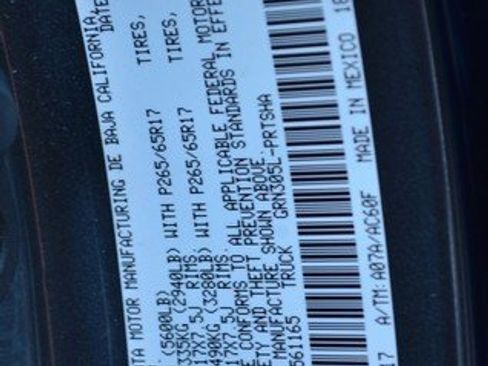 TA MOTOR MANUFACTURING DE BAJA CALIFORNIA
DATE
(5600LB)
335KG (2940LB) WITH P265/65R17 TIRES,
17X7.5J RIMS.
490KG (3280LB) WITH P265/65R17 TIRES,
17X7.5J RIMS.
E CONFORMS TO ALL APPLICABLE FEDERAL MOTOR
ETY AND THEFT PREVENTION STANDARDS IN EFFE
MANUFACTURE SHOWN ABOVE.
561165 TRUCK GRN305L-PRTSHA
17 A/TM: A07A/AC60F MADE IN MEXICO 18